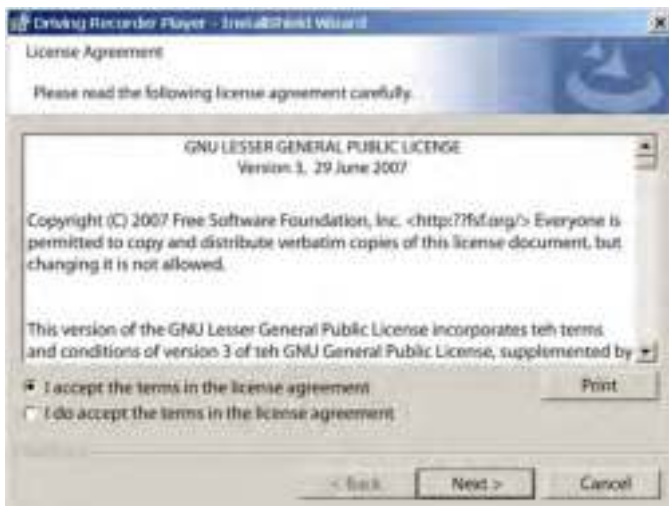 Driving Recorder Player - InstallShield Wizard
License Agreement
Please read the following license agreement carefully.
GNU LESSER GENERAL PUBLIC LICENSE
Version 3, 29 June 2007
Copyright (C) 2007 Free Software Foundation, Inc. <http:??fsf.org/> Everyone is
permitted to copy and distribute verbatim copies of this license document, but
changing it is not allowed.
This version of the GNU Lesser General Public License incorporates teh terms
and conditions of version 3 of teh GNU General Public License, supplemented by
I accept the terms in the license agreement
Print
I do accept the terms in the license agreement
< Back
Next >
Cancel